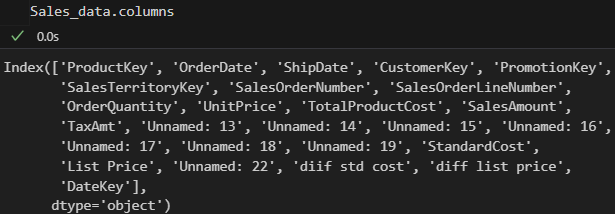 Sales_data.columns
0.0s
Index(['ProductKey', 'OrderDate', 'ShipDate', 'CustomerKey', 'PromotionKey',
'SalesTerritoryKey', 'SalesOrderNumber', 'SalesOrderLineNumber',
'OrderQuantity', 'UnitPrice', 'TotalProductCost', 'SalesAmount',
'TaxAmt', 'Unnamed: 13', 'Unnamed: 14', 'Unnamed: 15', 'Unnamed: 16',
'Unnamed: 17', 'Unnamed: 18', 'Unnamed: 19', 'StandardCost',
'List Price', 'Unnamed: 22', 'diif std cost', 'diff list price',
'DateKey'],
dtype='object')